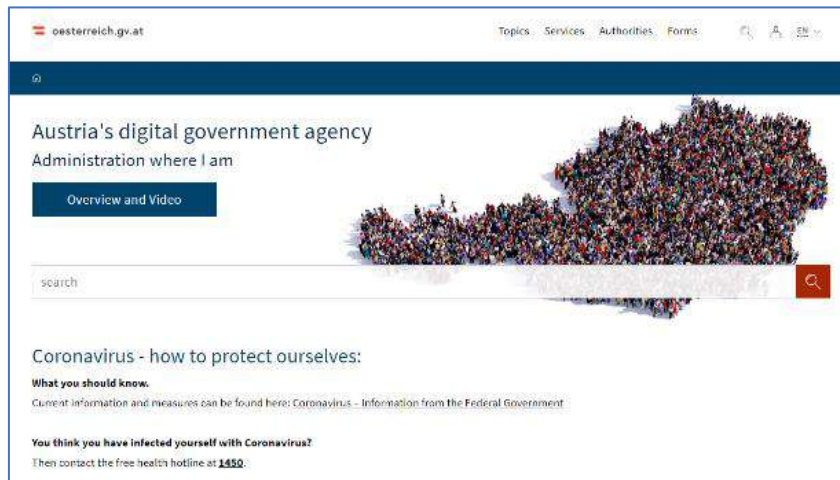 oesterreich.gv.at
Topics Services Authorities Forms EN
Austria's digital government agency
Administration where I am
Overview and Video
search
Coronavirus - how to protect ourselves:
What you should know.
Current information and measures can be found here: Coronavirus – Information from the Federal Government
You think you have infected yourself with Coronavirus?
Then contact the free health hotline at 1450.